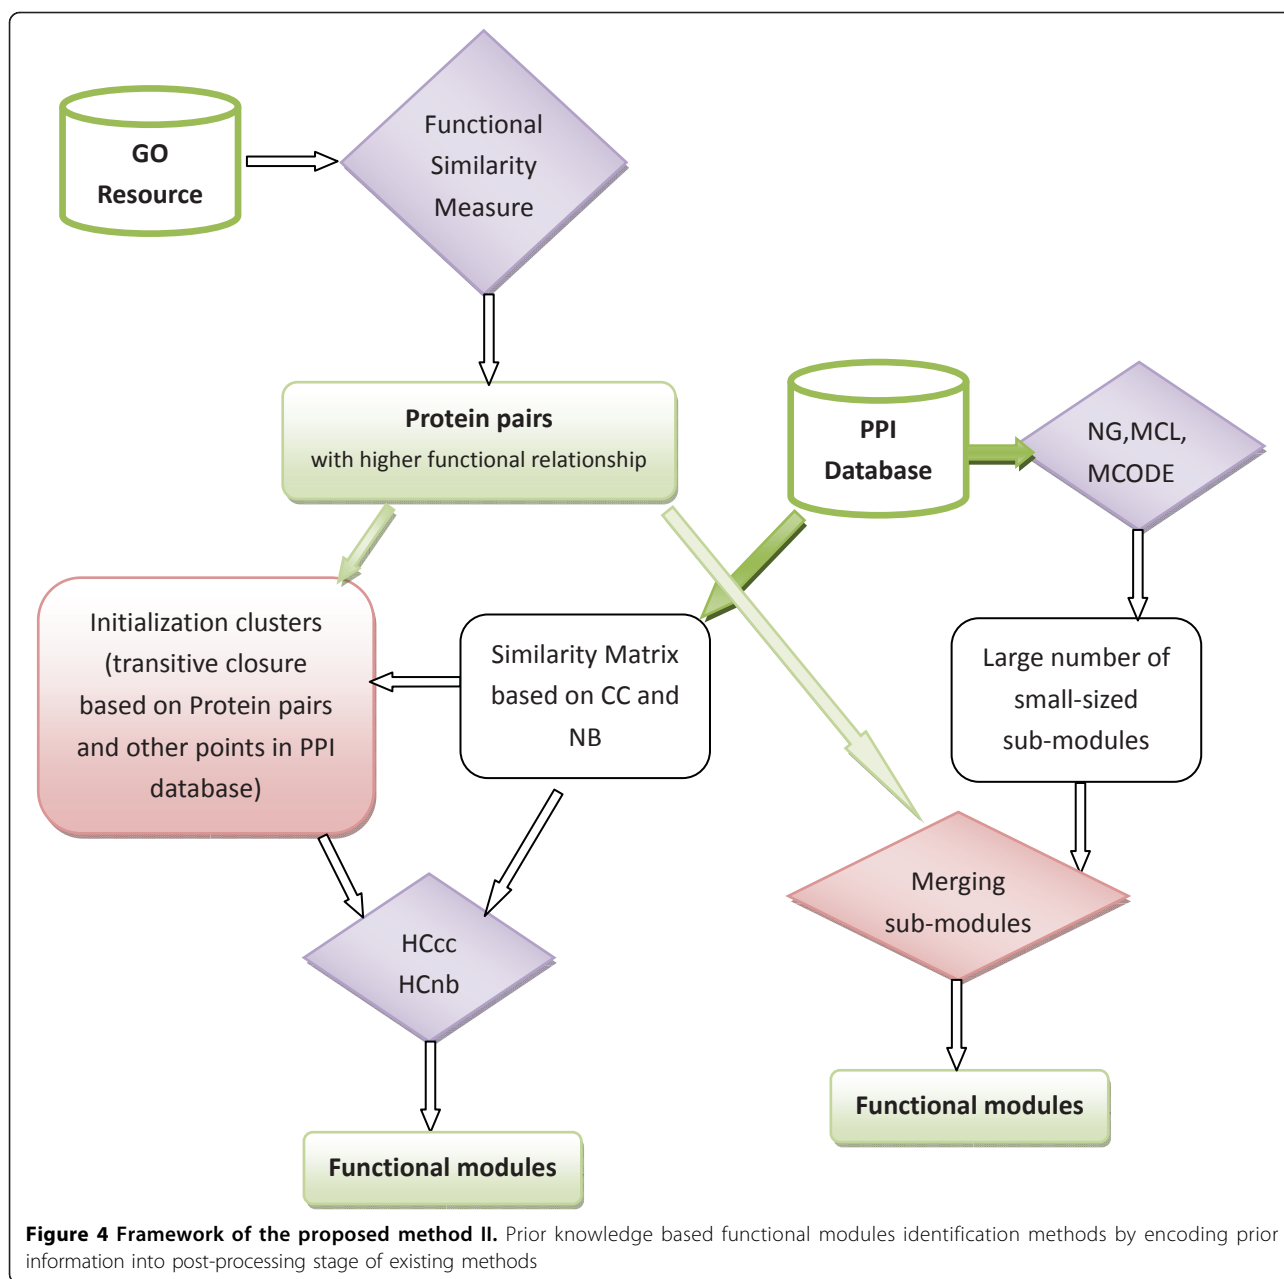 GO
Resource
Functional
Similarity
Measure
Protein pairs
with higher functional relationship
PPI
Database
NG,MCL,
MCODE
Initialization clusters
(transitive closure
based on Protein pairs
and other points in PPI
database)
Similarity Matrix
based on CC and
NB
Large number of
small-sized
sub-modules
Merging
sub-modules
HCcc
HCnb
Functional modules
Functional modules
Figure 4 Framework of the proposed method II. Prior knowledge based functional modules identification methods by encoding prior
information into post-processing stage of existing methods